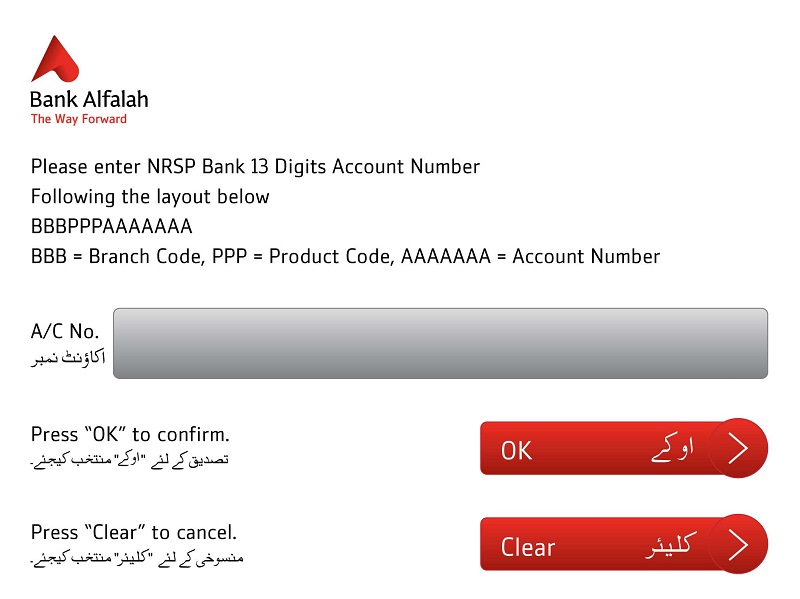 Bank Alfalah
The Way Forward
Please enter NRSP Bank 13 Digits Account Number
Following the layout below
BBBPPPAAAAAAA
BBB = Branch Code, PPP = Product Code, AAAAAAA = Account Number
A/C No.
اکاؤنٹ نمبر
Press “OK” to confirm.
تصدیق کے لئے "اوکے" منتخب کیجئے۔
OK اوکے
Press “Clear” to cancel.
منسوخی کے لئے "کلیئر" منتخب کیجئے۔
Clear کلیئر